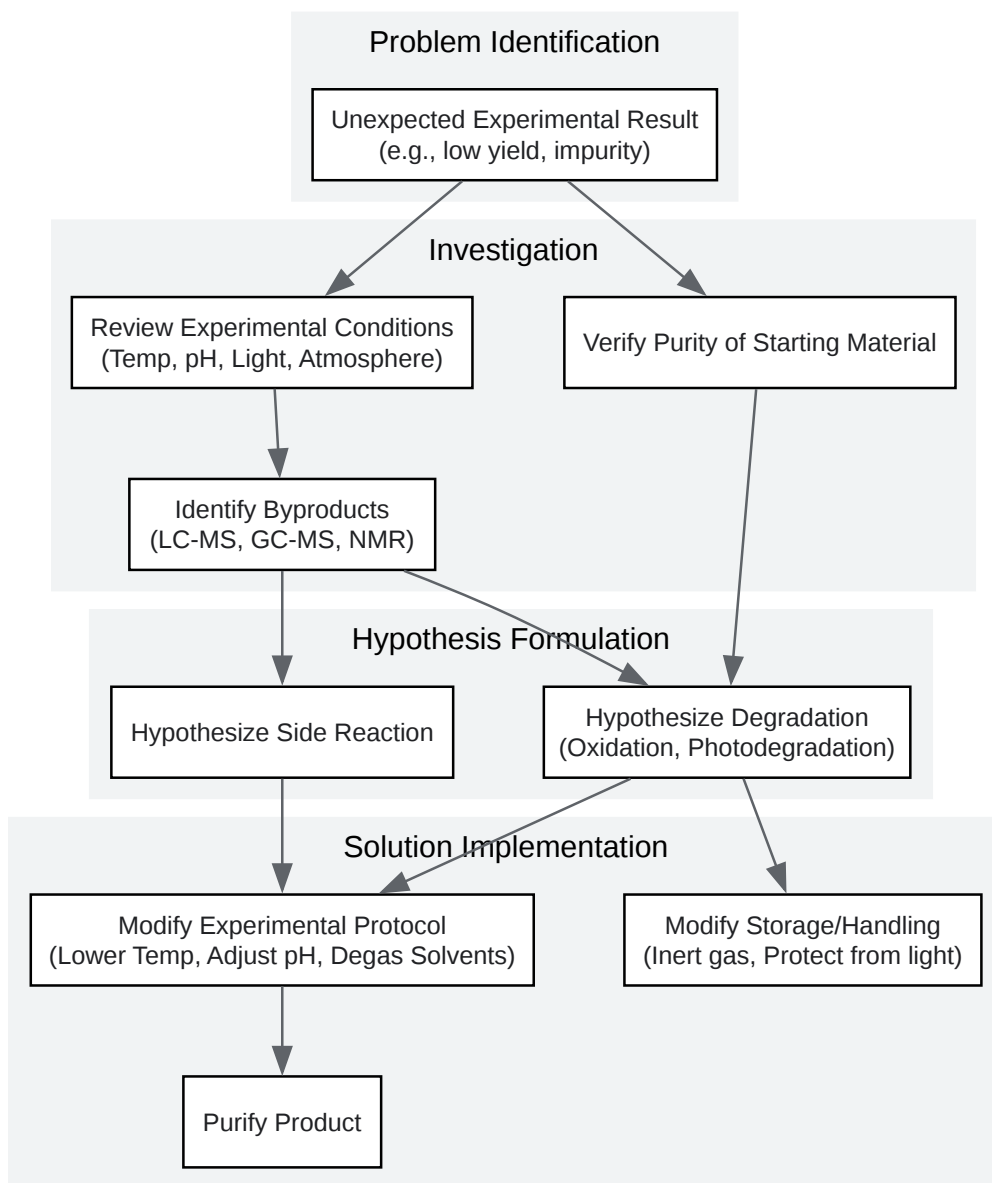 Problem Identification
Unexpected Experimental Result
(e.g., low yield, impurity)
Investigation
Review Experimental Conditions
(Temp, pH, Light, Atmosphere)
Verify Purity of Starting Material
Identify Byproducts
(LC-MS, GC-MS, NMR)
Hypothesis Formulation
Hypothesize Side Reaction
Hypothesize Degradation
(Oxidation, Photodegradation)
Solution Implementation
Modify Experimental Protocol
(Lower Temp, Adjust pH, Degas Solvents)
Modify Storage/Handling
(Inert gas, Protect from light)
Purify Product